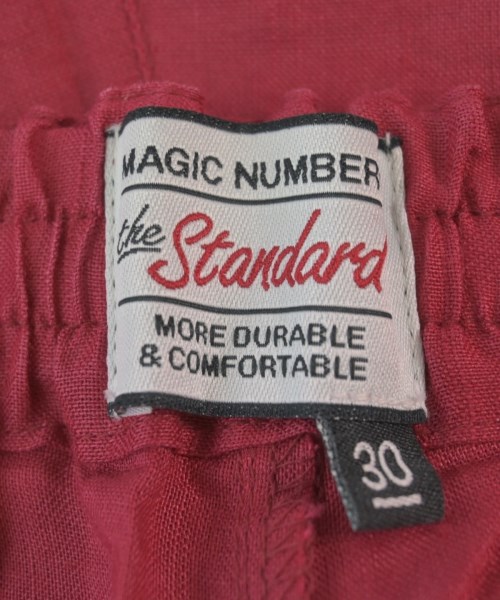 MAGIC NUMBER
the Standard
MORE DURABLE
& COMFORTABLE
30